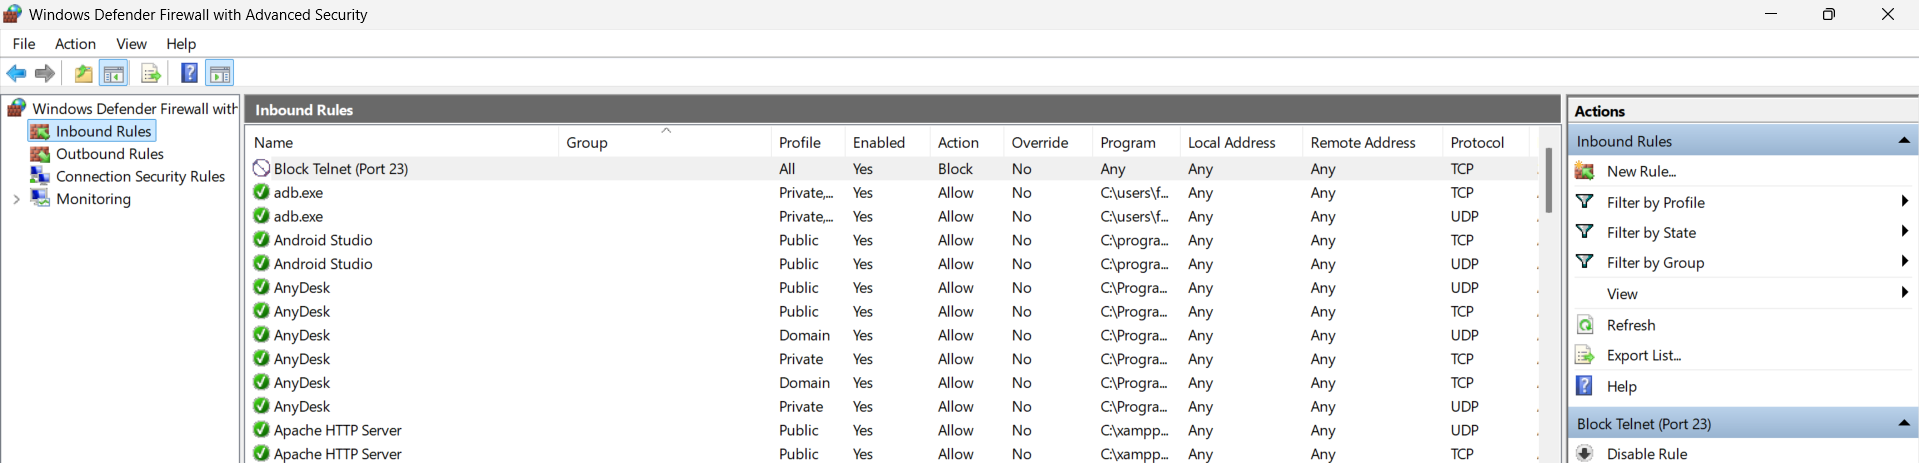 Windows Defender Firewall with Advanced Security
File Action View Help
Windows Defender Firewall with
Inbound Rules
Outbound Rules
Connection Security Rules
Monitoring
Inbound Rules
Name Group Profile Enabled Action Override Program Local Address Remote Address Protocol
Block Telnet (Port 23) All Yes Block No Any Any Any TCP
adb.exe Private,... Yes Allow No C:\users\f... Any Any TCP
adb.exe Private,... Yes Allow No C:\users\f... Any Any UDP
Android Studio Public Yes Allow No C:\progra... Any Any TCP
Android Studio Public Yes Allow No C:\progra... Any Any UDP
AnyDesk Public Yes Allow No C:\Progra... Any Any UDP
AnyDesk Public Yes Allow No C:\Progra... Any Any TCP
AnyDesk Domain Yes Allow No C:\Progra... Any Any UDP
AnyDesk Private Yes Allow No C:\Progra... Any Any TCP
AnyDesk Domain Yes Allow No C:\Progra... Any Any TCP
AnyDesk Private Yes Allow No C:\Progra... Any Any UDP
Apache HTTP Server Public Yes Allow No C:\xampp... Any Any UDP
Apache HTTP Server Public Yes Allow No C:\xampp... Any Any TCP
Actions
Inbound Rules
New Rule...
Filter by Profile
Filter by State
Filter by Group
View
Refresh
Export List...
Help
Block Telnet (Port 23)
Disable Rule